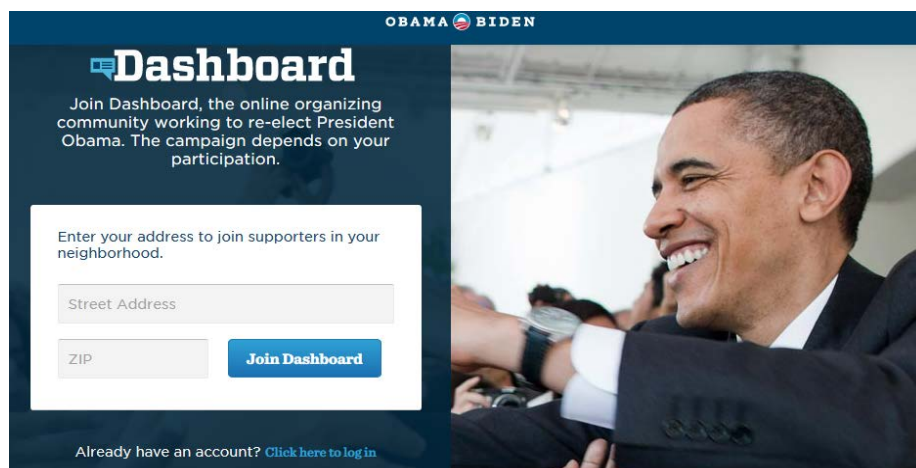 OBAMA BIDEN
Dashboard
Join Dashboard, the online organizing
community working to re-elect President
Obama. The campaign depends on your
participation.
Enter your address to join supporters in your
neighborhood.
Street Address
ZIP
Join Dashboard
Already have an account? Click here to log in